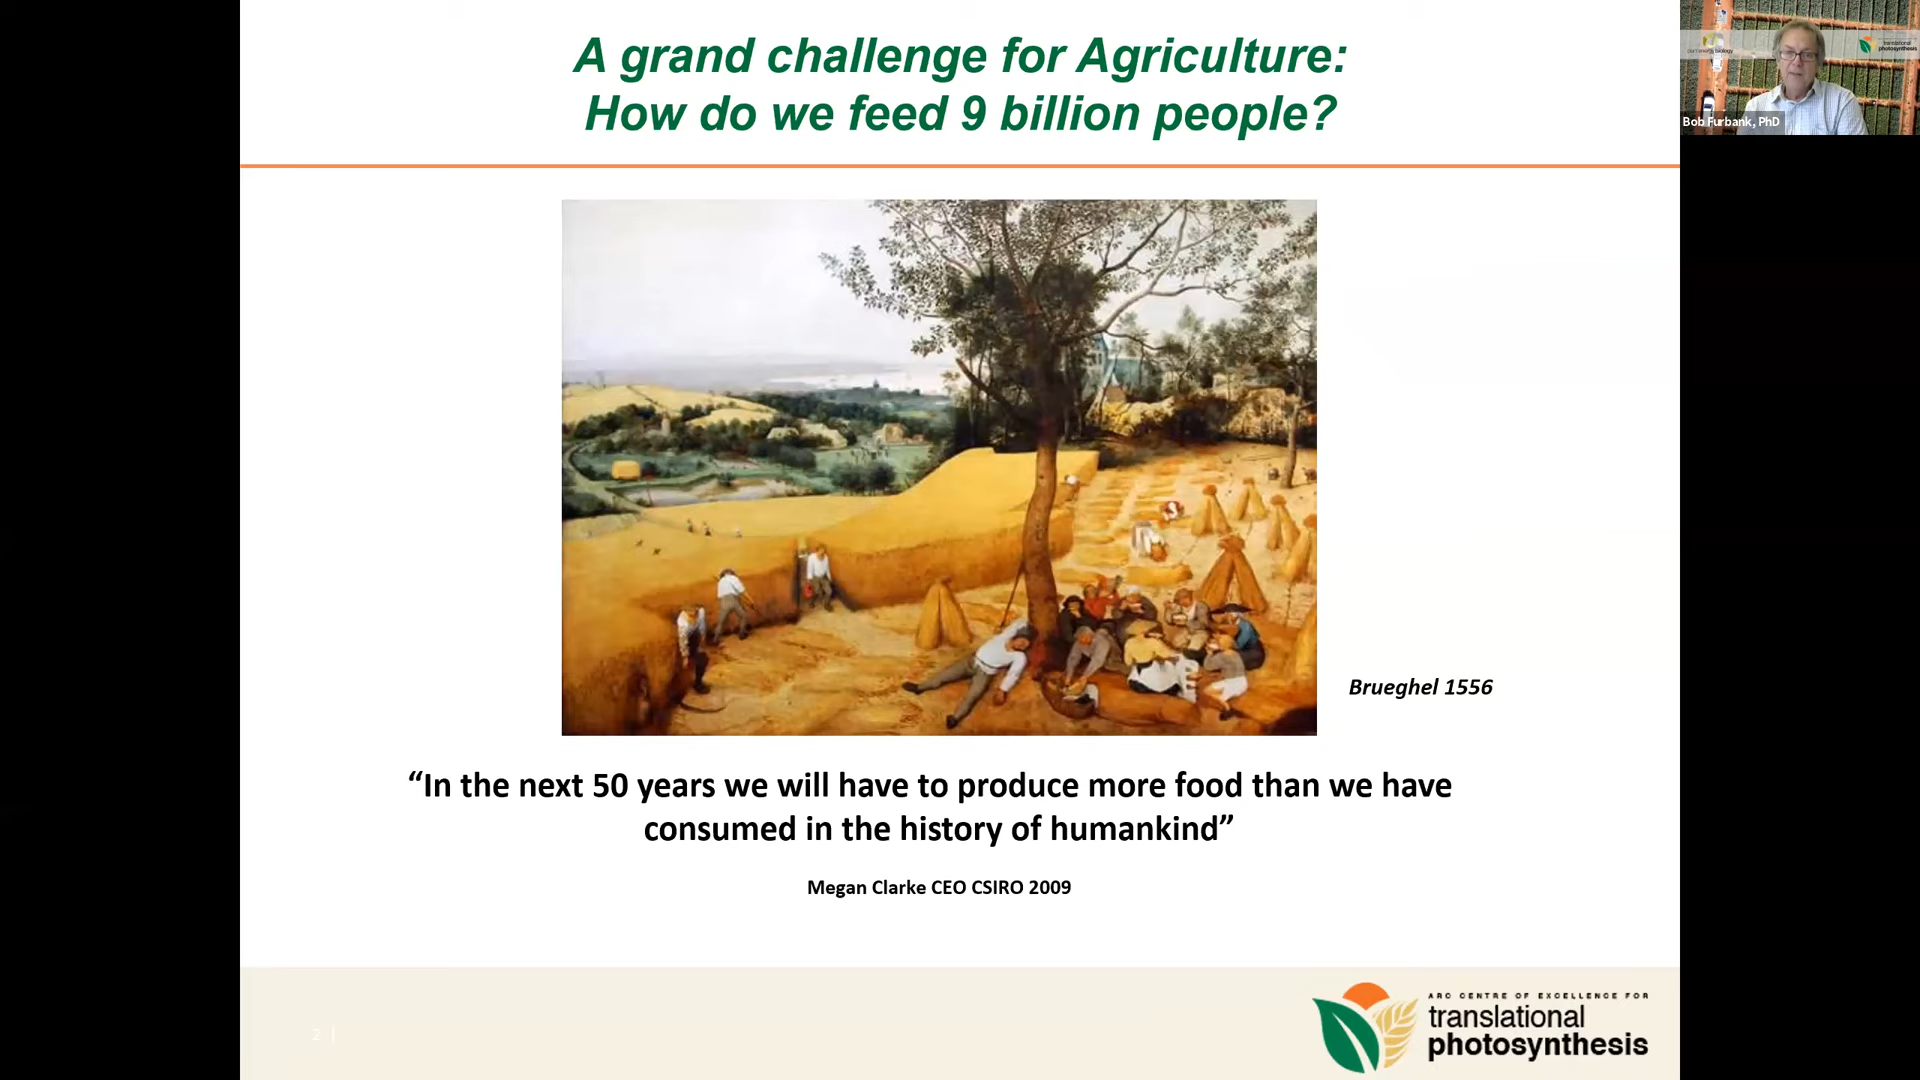 A grand challenge for Agriculture:
How do we feed 9 billion people?
Bob Furbank, PhD
translational
photosynthesis
Brueghel 1556
“In the next 50 years we will have to produce more food than we have
consumed in the history of humankind”
Megan Clarke CEO CSIRO 2009
2 |
ARC CENTRE OF EXCELLENCE FOR
translational
photosynthesis